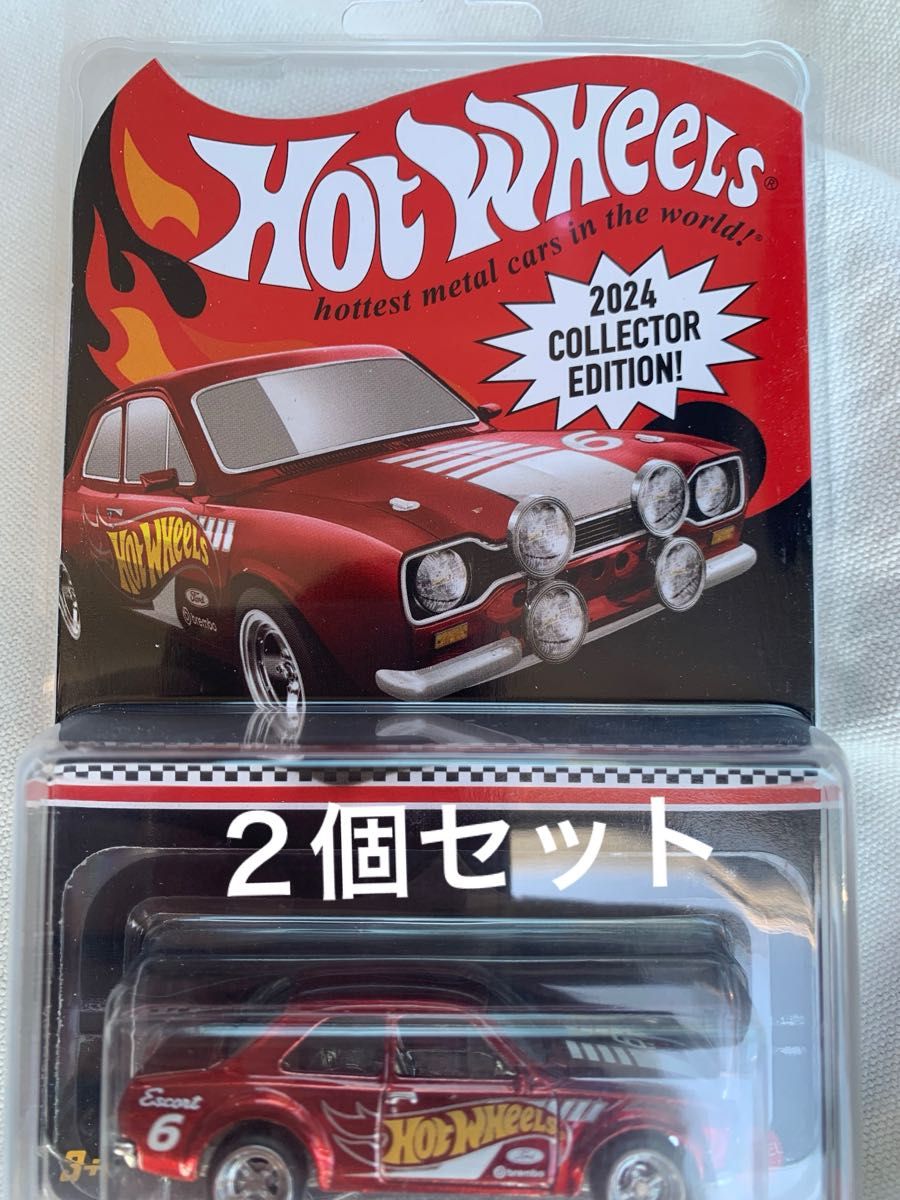 HOT WHEELS®
hottest metal cars in the world!
2024
COLLECTOR
EDITION!
6
HOT WHEELS
Ford
brembo
２個セット
Escort
6
HOT WHEELS
Ford
brembo
6
3+